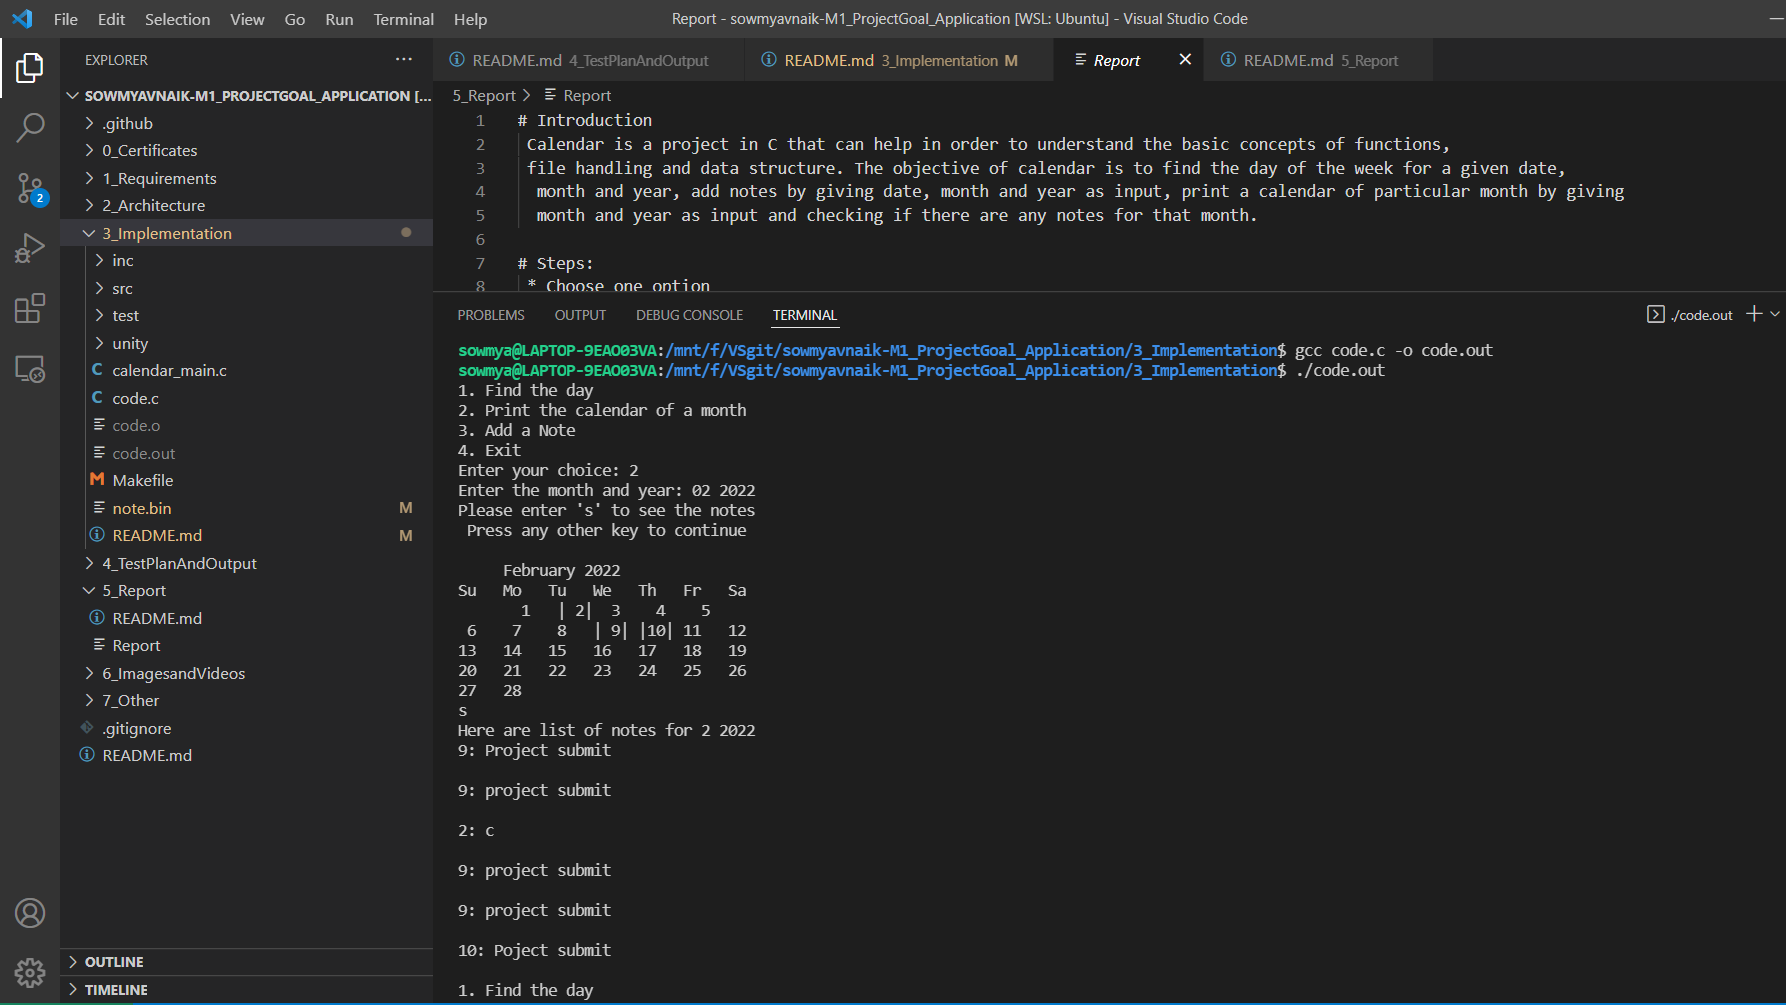 File Edit Selection View Go Run Terminal Help
Report - sowmyavnaik-M1_ProjectGoal_Application [WSL: Ubuntu] - Visual Studio Code
EXPLORER
SOWMYAVNAIK-M1_PROJECTGOAL_APPLICATION [...
.github
0_Certificates
1_Requirements
2_Architecture
3_Implementation
inc
src
test
unity
calendar_main.c
code.c
code.o
code.out
Makefile
note.bin M
README.md M
4_TestPlanAndOutput
5_Report
README.md
Report
6_ImagesandVideos
7_Other
.gitignore
README.md
OUTLINE
TIMELINE
2
README.md 4_TestPlanAndOutput
README.md 3_Implementation M
Report
README.md 5_Report
5_Report > Report
1 # Introduction
2 Calendar is a project in C that can help in order to understand the basic concepts of functions,
3 file handling and data structure. The objective of calendar is to find the day of the week for a given date,
4 month and year, add notes by giving date, month and year as input, print a calendar of particular month by giving
5 month and year as input and checking if there are any notes for that month.
6
7 # Steps:
8 * Choose one option
PROBLEMS OUTPUT DEBUG CONSOLE TERMINAL
./code.out
sowmya@LAPTOP-9EAO03VA:/mnt/f/VSgit/sowmyavnaik-M1_ProjectGoal_Application/3_Implementation$ gcc code.c -o code.out
sowmya@LAPTOP-9EAO03VA:/mnt/f/VSgit/sowmyavnaik-M1_ProjectGoal_Application/3_Implementation$ ./code.out
1. Find the day
2. Print the calendar of a month
3. Add a Note
4. Exit
Enter your choice: 2
Enter the month and year: 02 2022
Please enter 's' to see the notes
Press any other key to continue
February 2022
Su Mo Tu We Th Fr Sa
1 | 2| 3 4 5
6 7 8 | 9| |10| 11 12
13 14 15 16 17 18 19
20 21 22 23 24 25 26
27 28
s
Here are list of notes for 2 2022
9: Project submit
9: project submit
2: c
9: project submit
9: project submit
10: Poject submit
1. Find the day